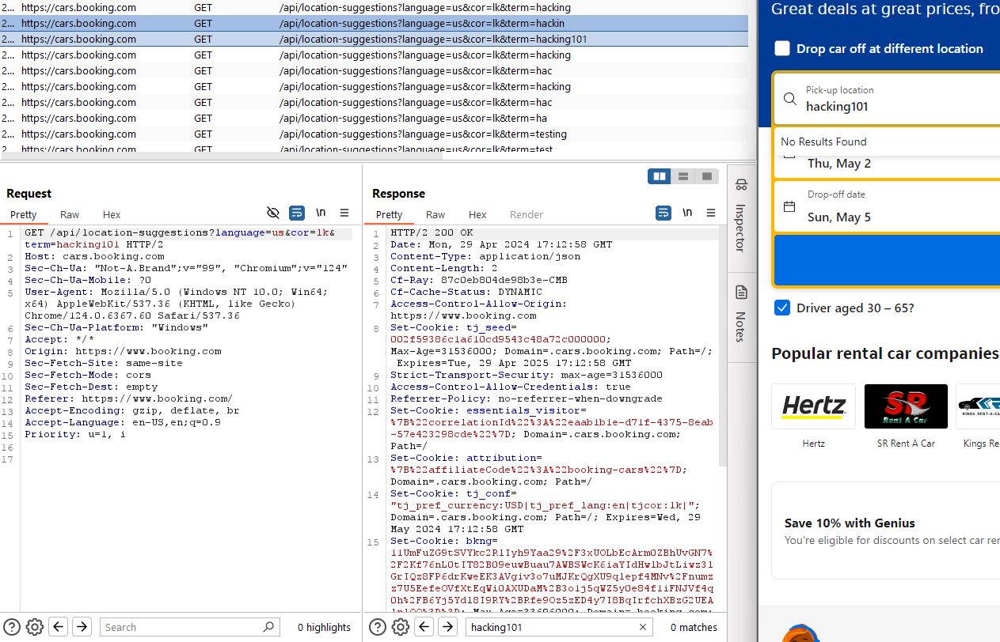 2... https://cars.booking.com GET /api/location-suggestions?language=us&cor=lk&term=hacking
2... https://cars.booking.com GET /api/location-suggestions?language=us&cor=lk&term=hackin
2... https://cars.booking.com GET /api/location-suggestions?language=us&cor=lk&term=hacking101
2... https://cars.booking.com GET /api/location-suggestions?language=us&cor=lk&term=hacking
2... https://cars.booking.com GET /api/location-suggestions?language=us&cor=lk&term=hac
2... https://cars.booking.com GET /api/location-suggestions?language=us&cor=lk&term=hacking
2... https://cars.booking.com GET /api/location-suggestions?language=us&cor=lk&term=hac
2... https://cars.booking.com GET /api/location-suggestions?language=us&cor=lk&term=ha
2... https://cars.booking.com GET /api/location-suggestions?language=us&cor=lk&term=testing
2... https://cars.booking.com GET /api/location-suggestions?language=us&cor=lk&term=test
Request
Pretty Raw Hex
\n
1 GET /api/location-suggestions?language=us&cor=lk&
term=hacking101 HTTP/2
2 Host: cars.booking.com
3 Sec-Ch-Ua: "Not-A.Brand";v="99", "Chromium";v="124"
4 Sec-Ch-Ua-Mobile: ?0
5 User-Agent: Mozilla/5.0 (Windows NT 10.0; Win64;
x64) AppleWebKit/537.36 (KHTML, like Gecko)
Chrome/124.0.6367.60 Safari/537.36
6 Sec-Ch-Ua-Platform: "Windows"
7 Accept: */*
8 Origin: https://www.booking.com
9 Sec-Fetch-Site: same-site
10 Sec-Fetch-Mode: cors
11 Sec-Fetch-Dest: empty
12 Referer: https://www.booking.com/
13 Accept-Encoding: gzip, deflate, br
14 Accept-Language: en-US,en;q=0.9
15 Priority: u=1, i
16
17
Search
0 highlights
Response
Pretty Raw Hex Render
\n
1 HTTP/2 200 OK
2 Date: Mon, 29 Apr 2024 17:12:58 GMT
3 Content-Type: application/json
4 Content-Length: 2
5 Cf-Ray: 87c0eb804de98b3e-CMB
6 Cf-Cache-Status: DYNAMIC
7 Access-Control-Allow-Origin:
https://www.booking.com
8 Set-Cookie: tj_seed=
002f59386c1a610cd9543c48a72c000000;
Max-Age=31536000; Domain=.cars.booking.com; Path=/;
Expires=Tue, 29 Apr 2025 17:12:58 GMT
9 Strict-Transport-Security: max-age=31536000
10 Access-Control-Allow-Credentials: true
11 Referrer-Policy: no-referrer-when-downgrade
12 Set-Cookie: essentials_visitor=
%7B%22correlationId%22%3A%22eaab1b1e-d71f-4375-8eab
-57e423298cde%22%7D; Domain=.cars.booking.com;
Path=/
13 Set-Cookie: attribution=
%7B%22affiliateCode%22%3A%22booking-cars%22%7D;
Domain=.cars.booking.com; Path=/
14 Set-Cookie: tj_conf=
"tj_pref_currency:USD|tj_pref_lang:en|tjcor:lk|";
Domain=.cars.booking.com; Path=/; Expires=Wed, 29
May 2024 17:12:58 GMT
15 Set-Cookie: bkng=
hacking101
0 matches
Inspector
Notes
Great deals at great prices, fro
Drop car off at different location
Pick-up location
hacking101
No Results Found
Thu, May 2
Drop-off date
Sun, May 5
Driver aged 30 – 65?
Popular rental car companies
Hertz.
SR
Rent A Car
KINGS RENT-A-CA
Hertz
SR Rent A Car
Kings Re
Save 10% with Genius
You're eligible for discounts on select car ren